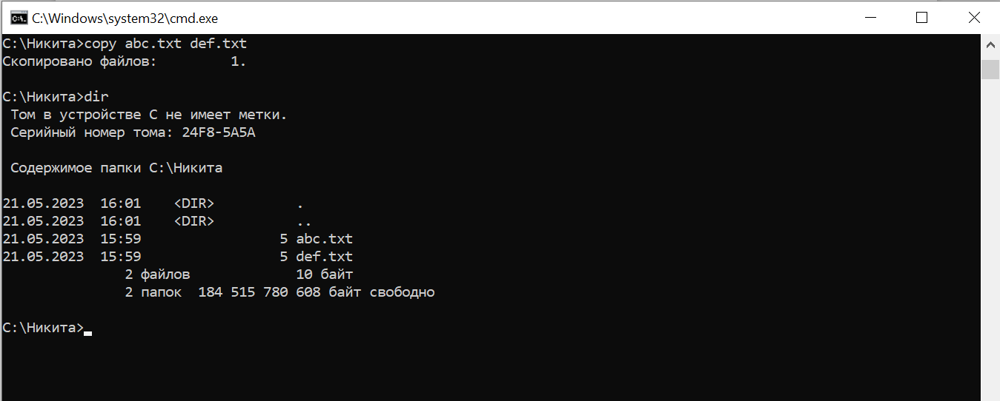 C:\Windows\system32\cmd.exe
C:\Никита>copy abc.txt def.txt
Скопировано файлов:         1.
C:\Никита>dir
 Том в устройстве C не имеет метки.
 Серийный номер тома: 24F8-5A5A
 Содержимое папки C:\Никита
21.05.2023  16:01    <DIR>          .
21.05.2023  16:01    <DIR>          ..
21.05.2023  15:59                 5 abc.txt
21.05.2023  15:59                 5 def.txt
               2 файлов             10 байт
               2 папок  184 515 780 608 байт свободно
C:\Никита>